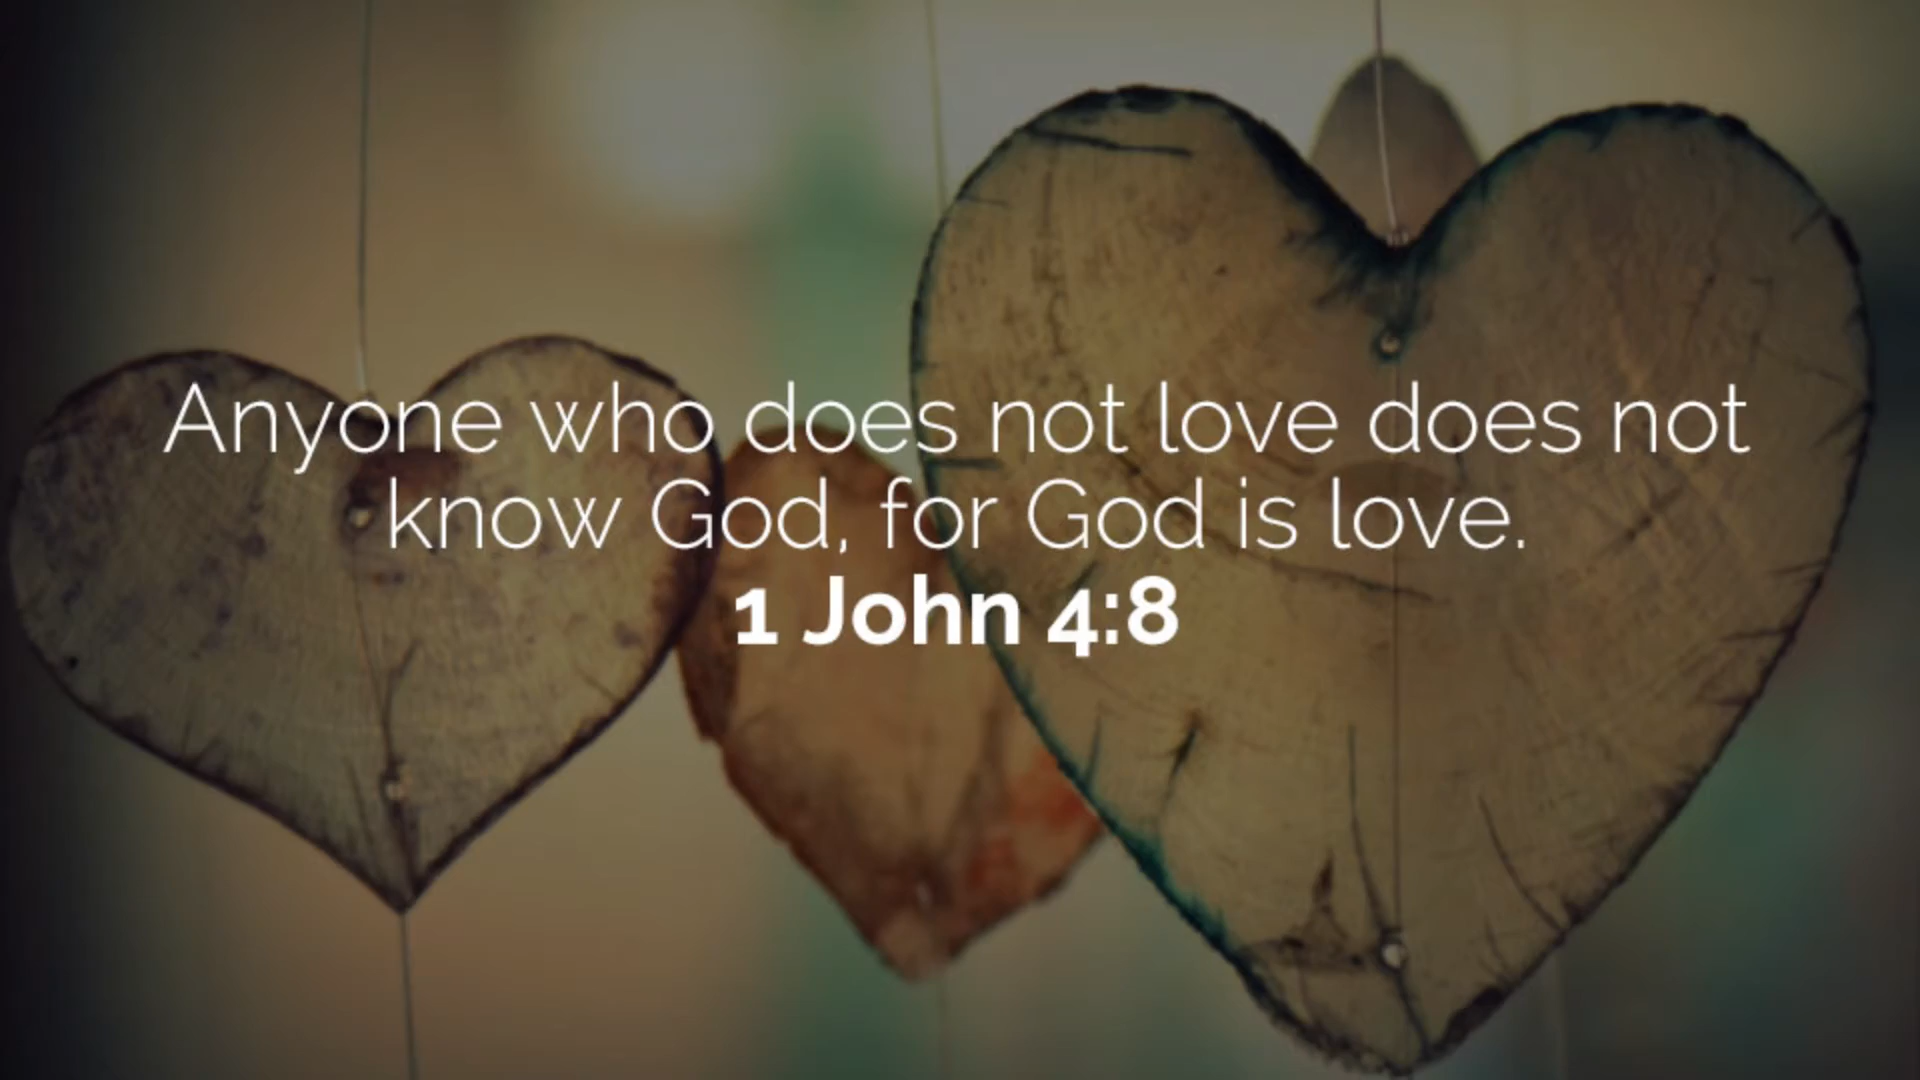 Anyone who does not love does not
know God, for God is love.
1 John 4:8